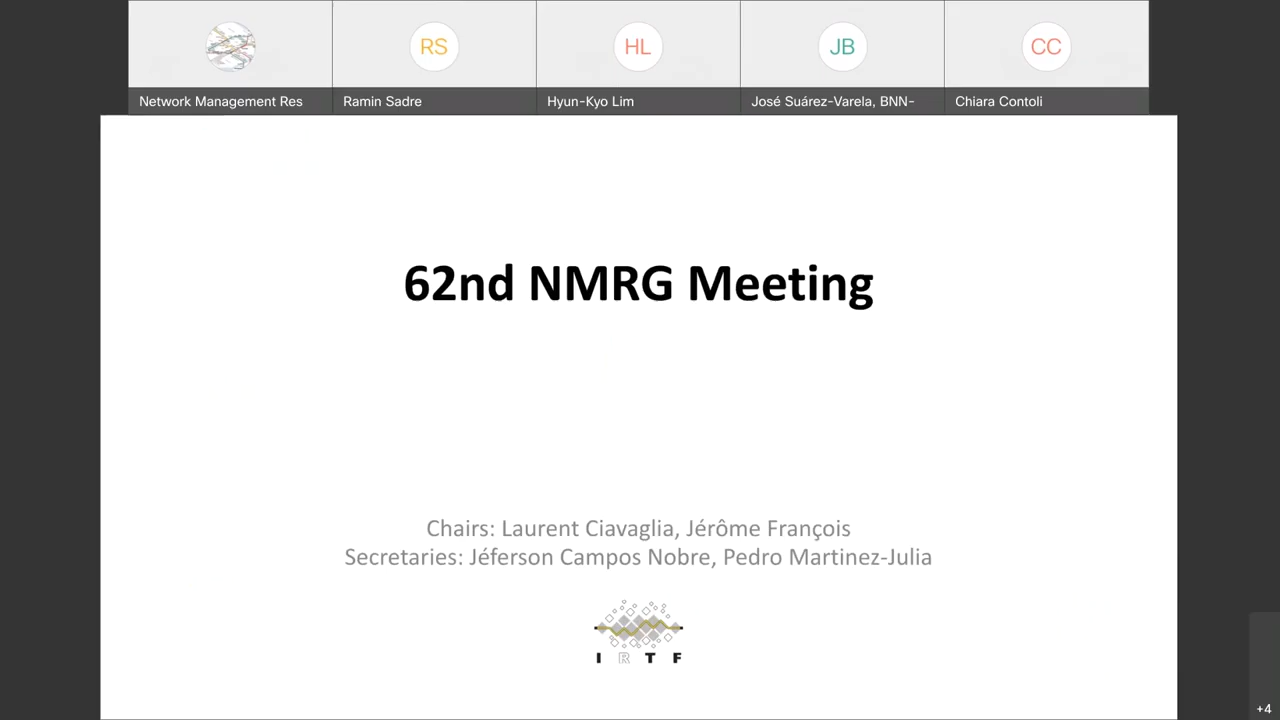 RS
HL
JB
CC
Network Management Res
Ramin Sadre
Hyun-Kyo Lim
José Suárez-Varela, BNN-
Chiara Contoli
62nd NMRG Meeting
Chairs: Laurent Ciavaglia, Jérôme François
Secretaries: Jéferson Campos Nobre, Pedro Martinez-Julia
I R T F
+4